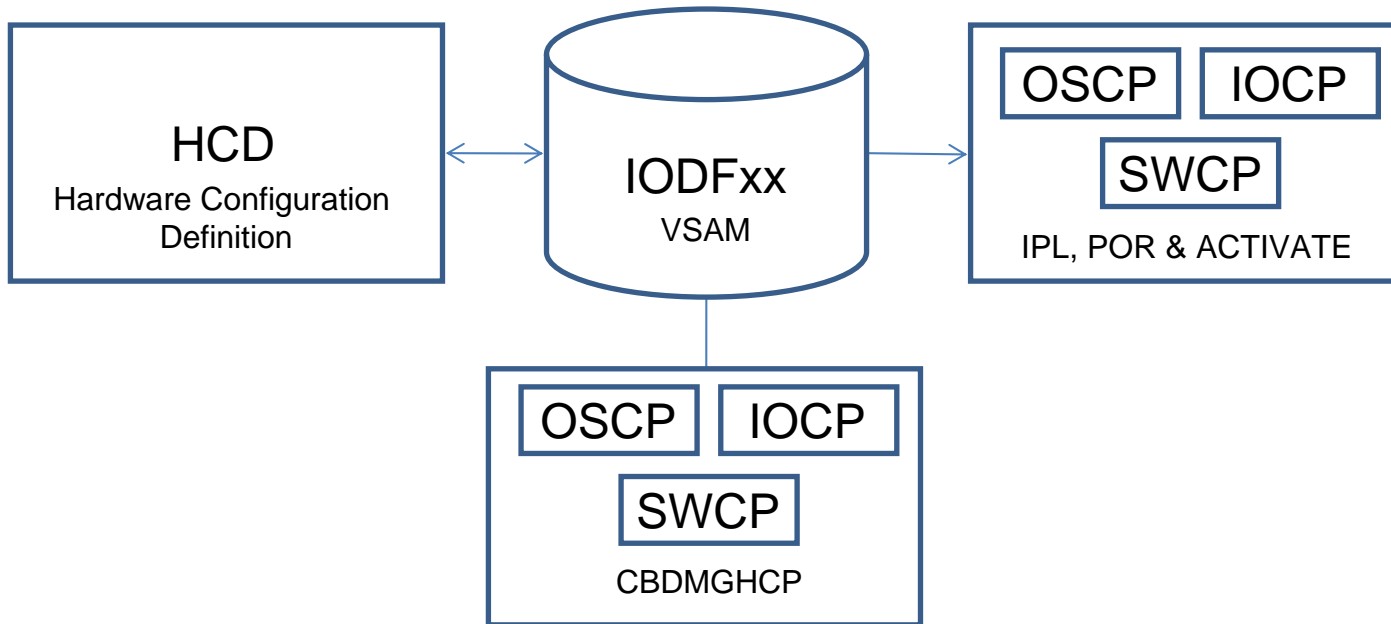 HCD
Hardware Configuration
Definition
IODFxx
VSAM
OSCP
IOCP
SWCP
IPL, POR & ACTIVATE
OSCP
IOCP
SWCP
CBDMGHCP